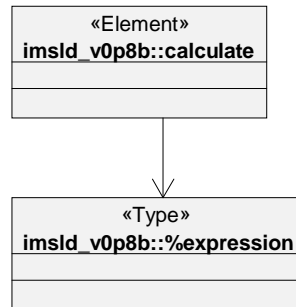 «Element»
imsld_v0p8b::calculate
«Type»
imsld_v0p8b::%expression